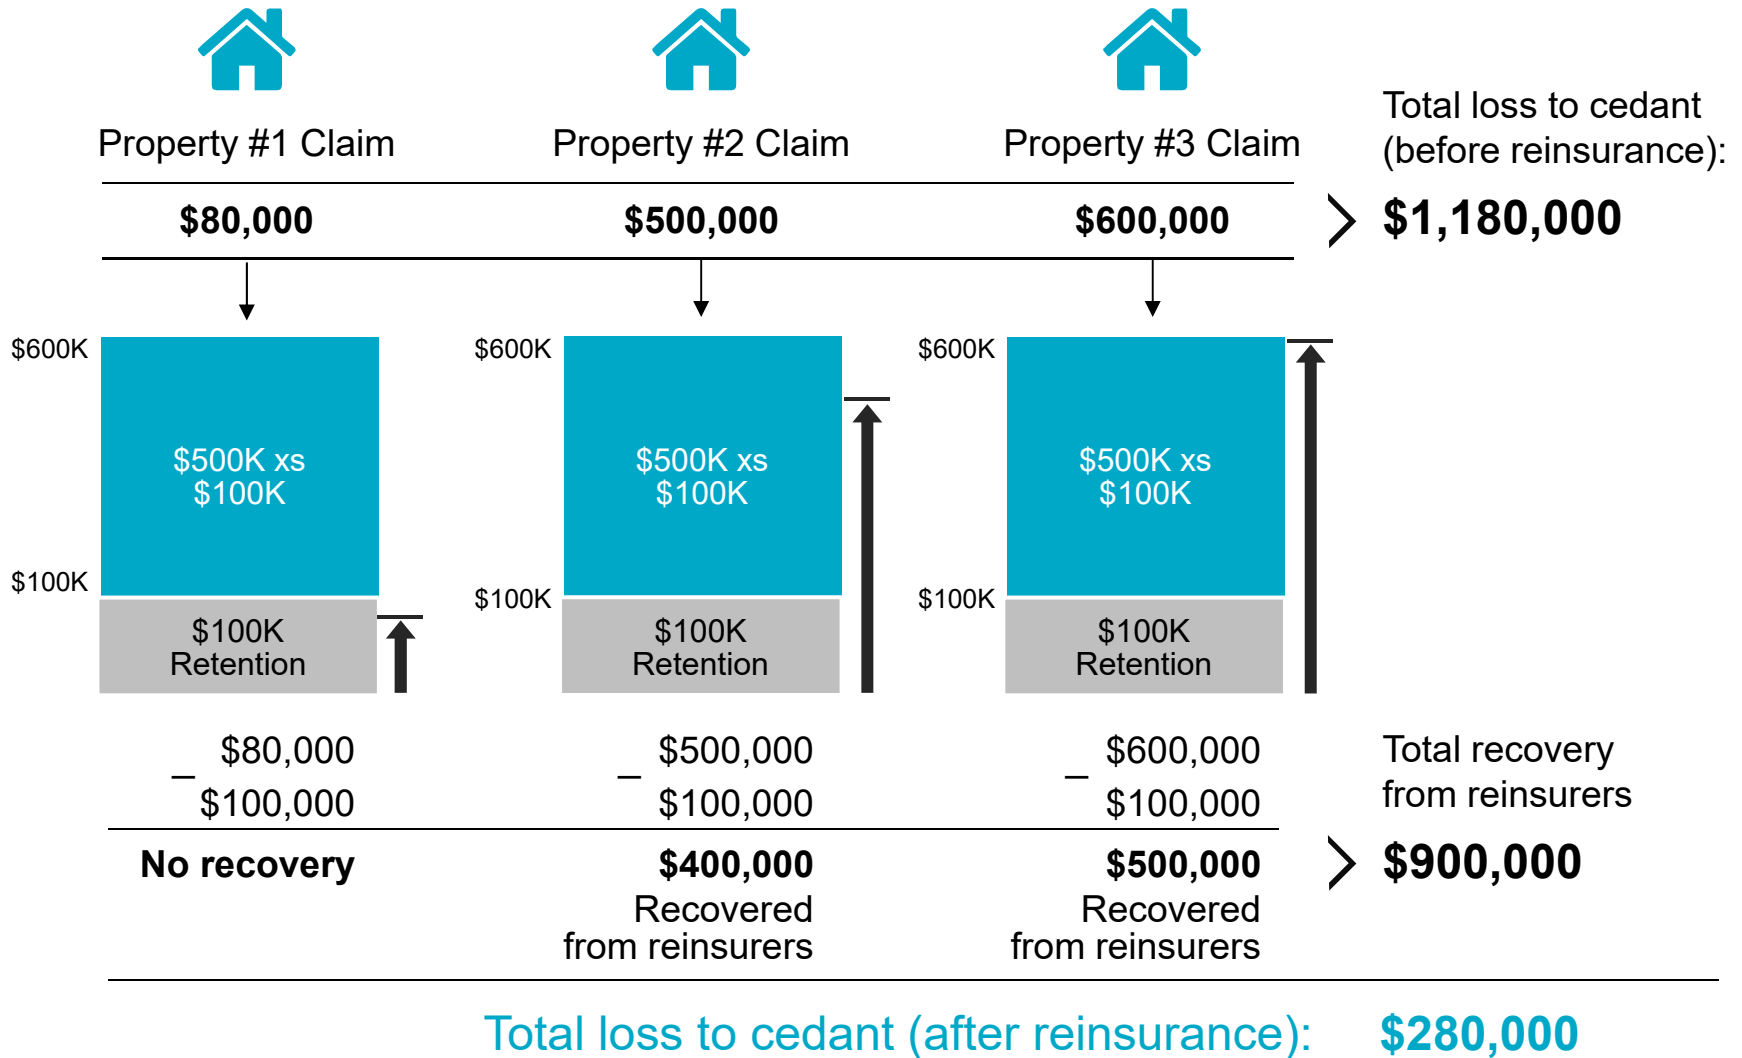 Property #1 Claim
Property #2 Claim
Property #3 Claim
Total loss to cedant
(before reinsurance):
$80,000
$500,000
$600,000
$1,180,000
$600K
$500K xs
$100K
$100K
$100K
Retention
$600K
$500K xs
$100K
$100K
$100K
Retention
$600K
$500K xs
$100K
$100K
$100K
Retention
$80,000
– $100,000
No recovery
$500,000
– $100,000
$400,000
Recovered
from reinsurers
$600,000
– $100,000
$500,000
Recovered
from reinsurers
Total recovery
from reinsurers
$900,000
Total loss to cedant (after reinsurance): $280,000